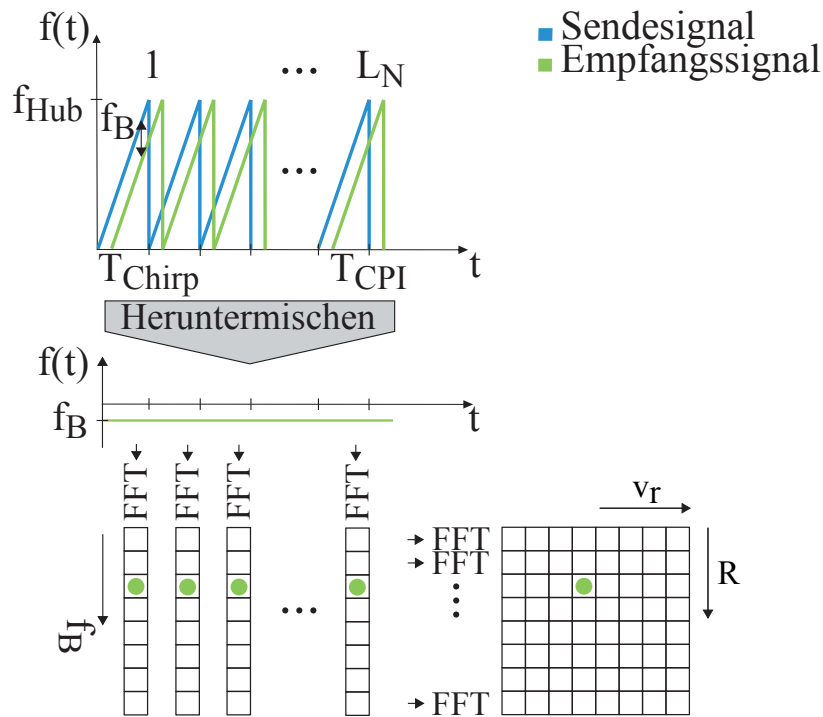 f(t)
Sendesignal
Empfangssignal
1 ... L_N
f_Hub
f_B
...
T_Chirp T_CPI t
Heruntermischen
f(t)
f_B
t
FFT FFT FFT FFT
v_r
FFT
FFT
...
f_B
...
R
FFT